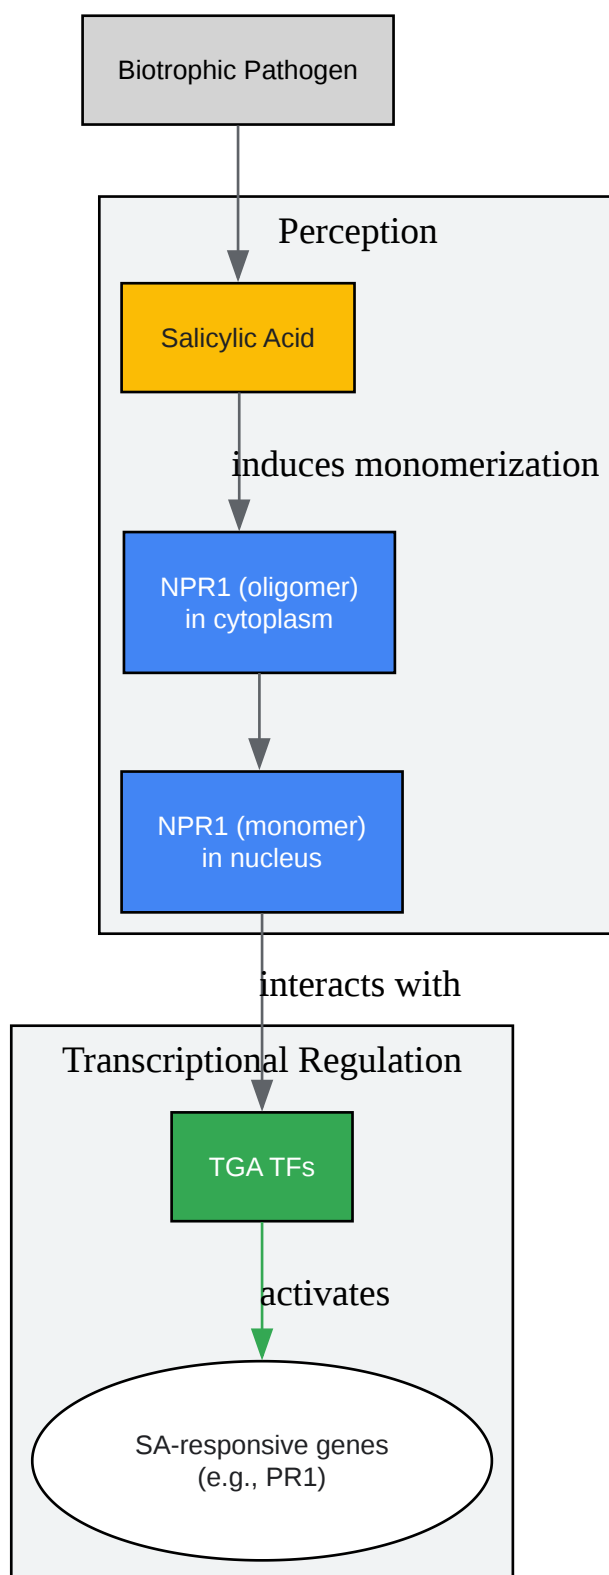 Biotrophic Pathogen
Perception
Salicylic Acid
induces monomerization
NPR1 (oligomer)
in cytoplasm
NPR1 (monomer)
in nucleus
interacts with
Transcriptional Regulation
TGA TFs
activates
SA-responsive genes
(e.g., PR1)